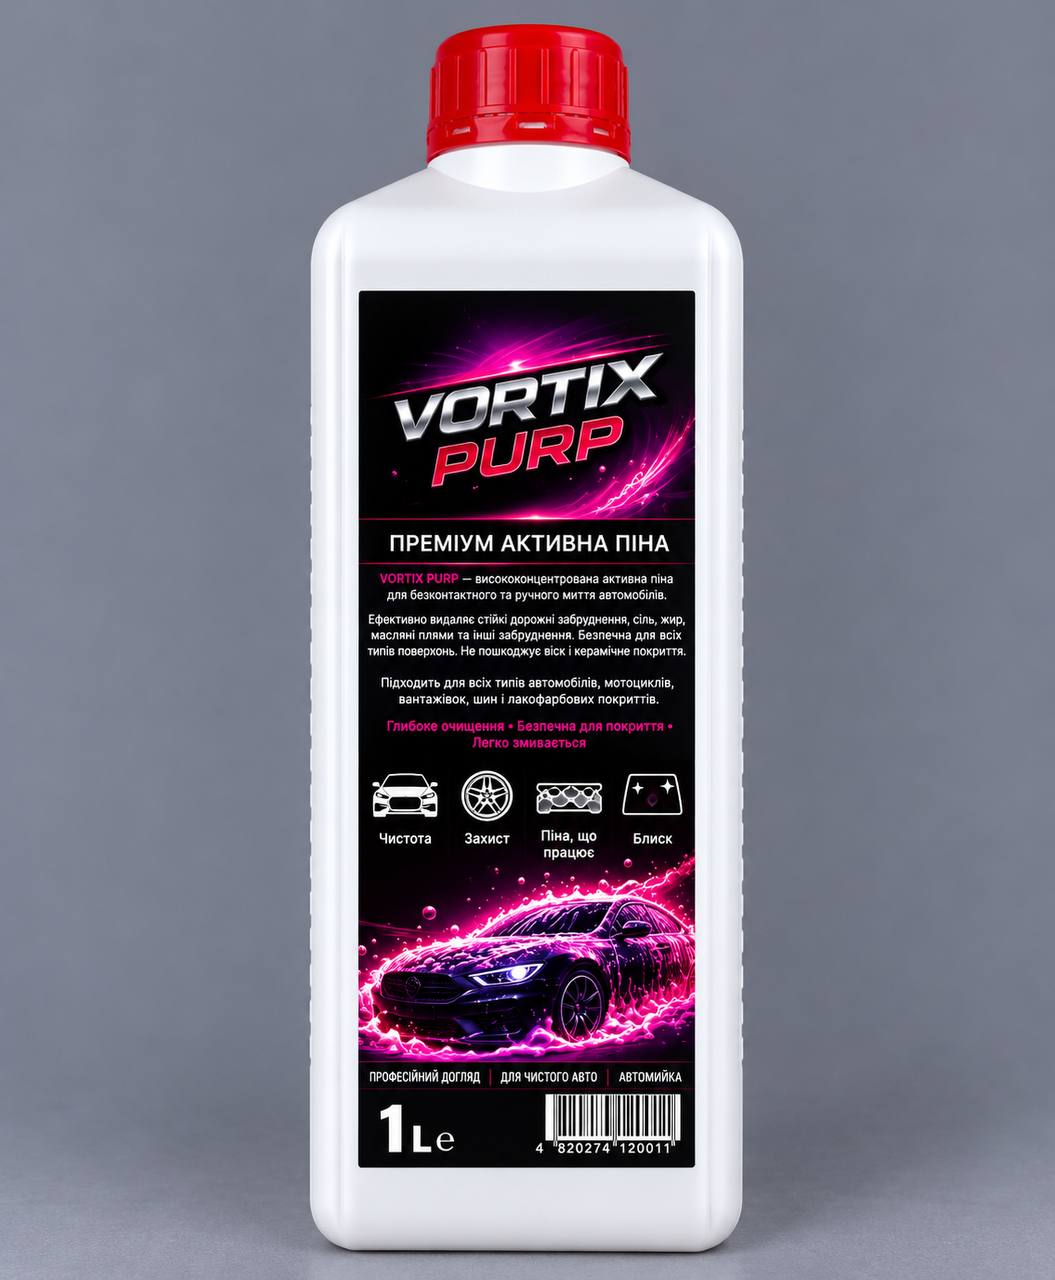 VORTIX
PURP
ПРЕМІУМ АКТИВНА ПІНА
VORTIX PURP — висококонцентрована активна піна
для безконтактного та ручного миття автомобілів.
Ефективно видаляє стійкі дорожні забруднення, сіль, жир,
масляні плями та інші забруднення. Безпечна для всіх
типів поверхонь. Не пошкоджує віск і керамічне покриття.
Підходить для всіх типів автомобілів, мотоциклів,
вантажівок, шин і лакофарбових покриттів.
Глибоке очищення • Безпечна для покриття •
Легко змивається
Чистота Захист Піна, що Блиск
працює
ПРОФЕСІЙНИЙ ДОГЛЯД | ДЛЯ ЧИСТОГО АВТО | АВТОМИЙКА
1L e
4 820274 120011